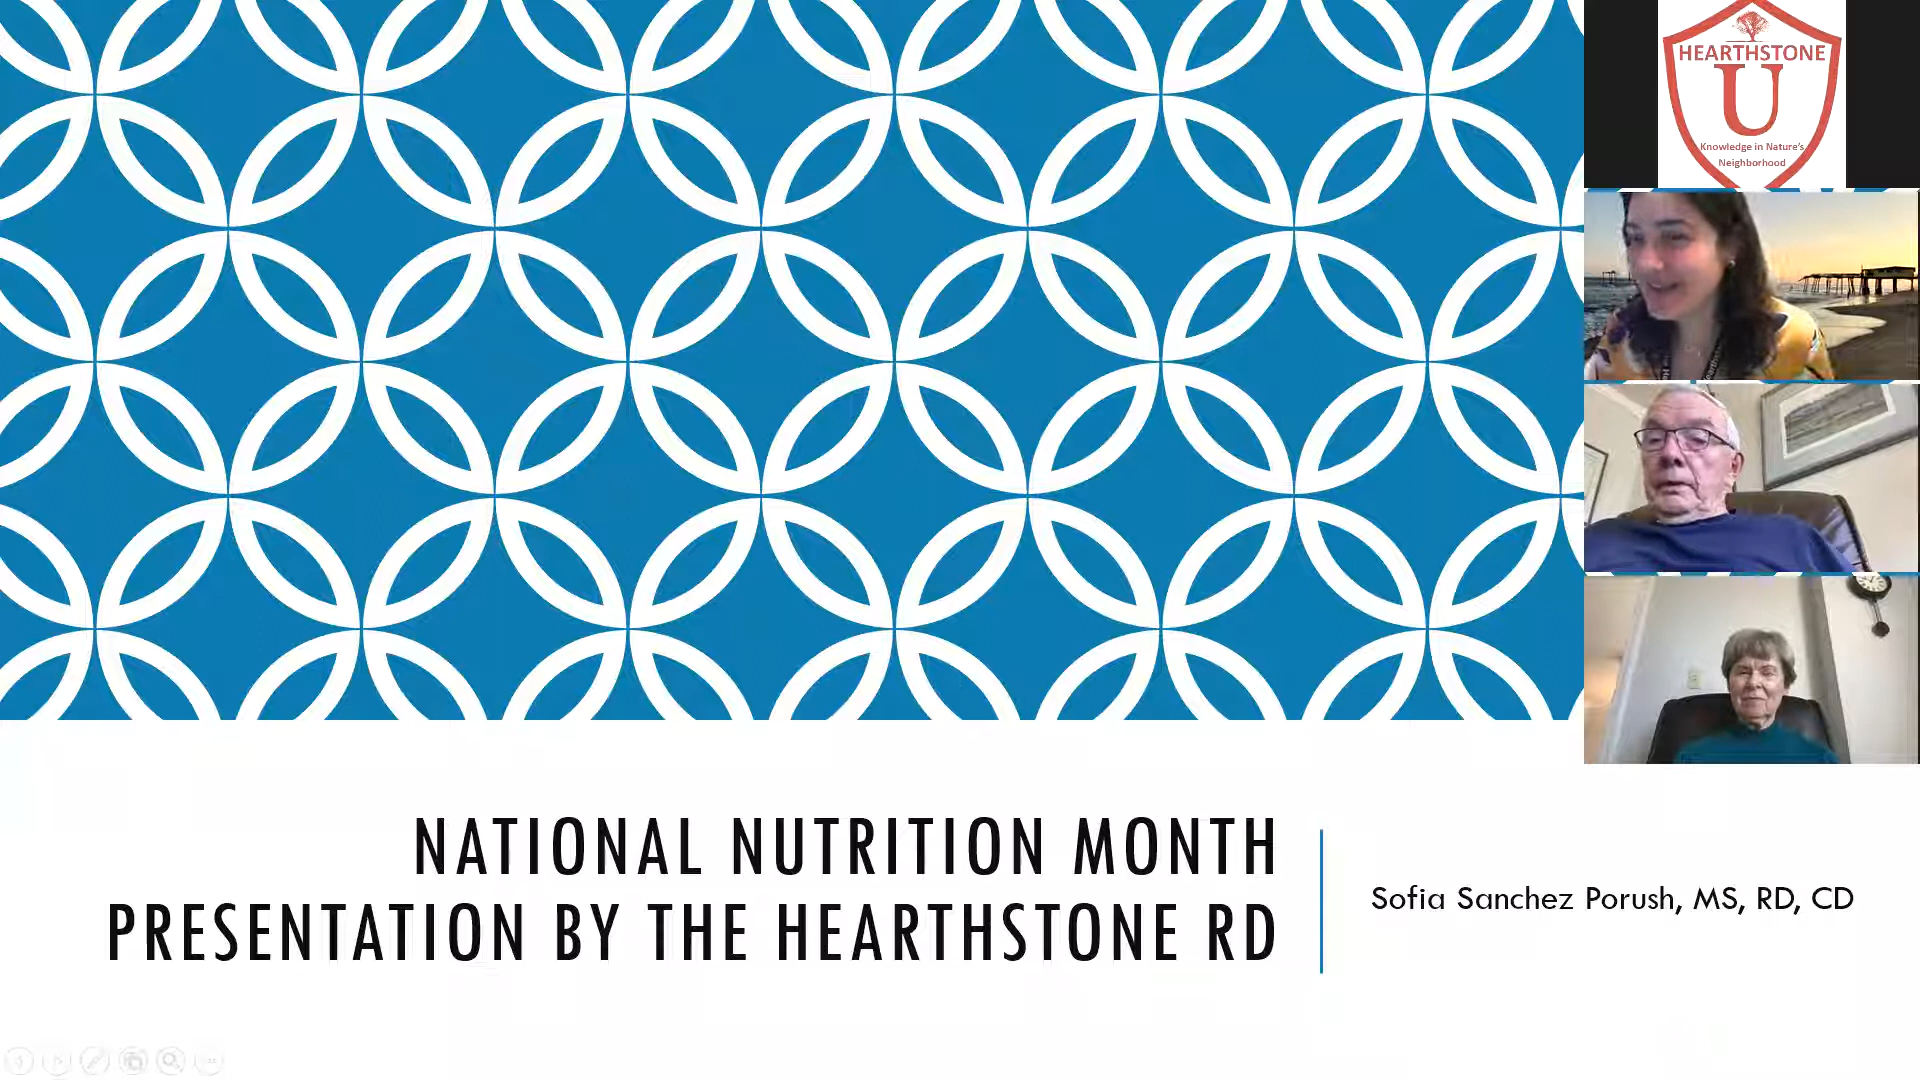 HEARTHSTONE
U
Knowledge in Nature's
Neighborhood
NATIONAL NUTRITION MONTH
PRESENTATION BY THE HEARTHSTONE RD
Sofia Sanchez Porush, MS, RD, CD